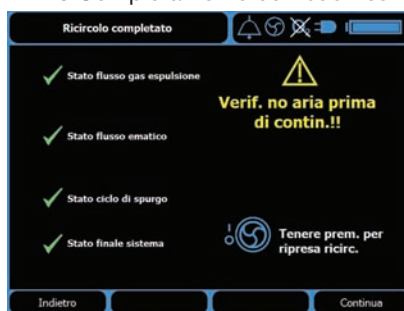 Ricircolo completato
Stato flusso gas espulsione
Verif. no aria prima
di contin.!!
Stato flusso ematico
Stato ciclo di spurgo
Stato finale sistema
Tenere prem. per
ripresa ricirc.
Indietro
Continua